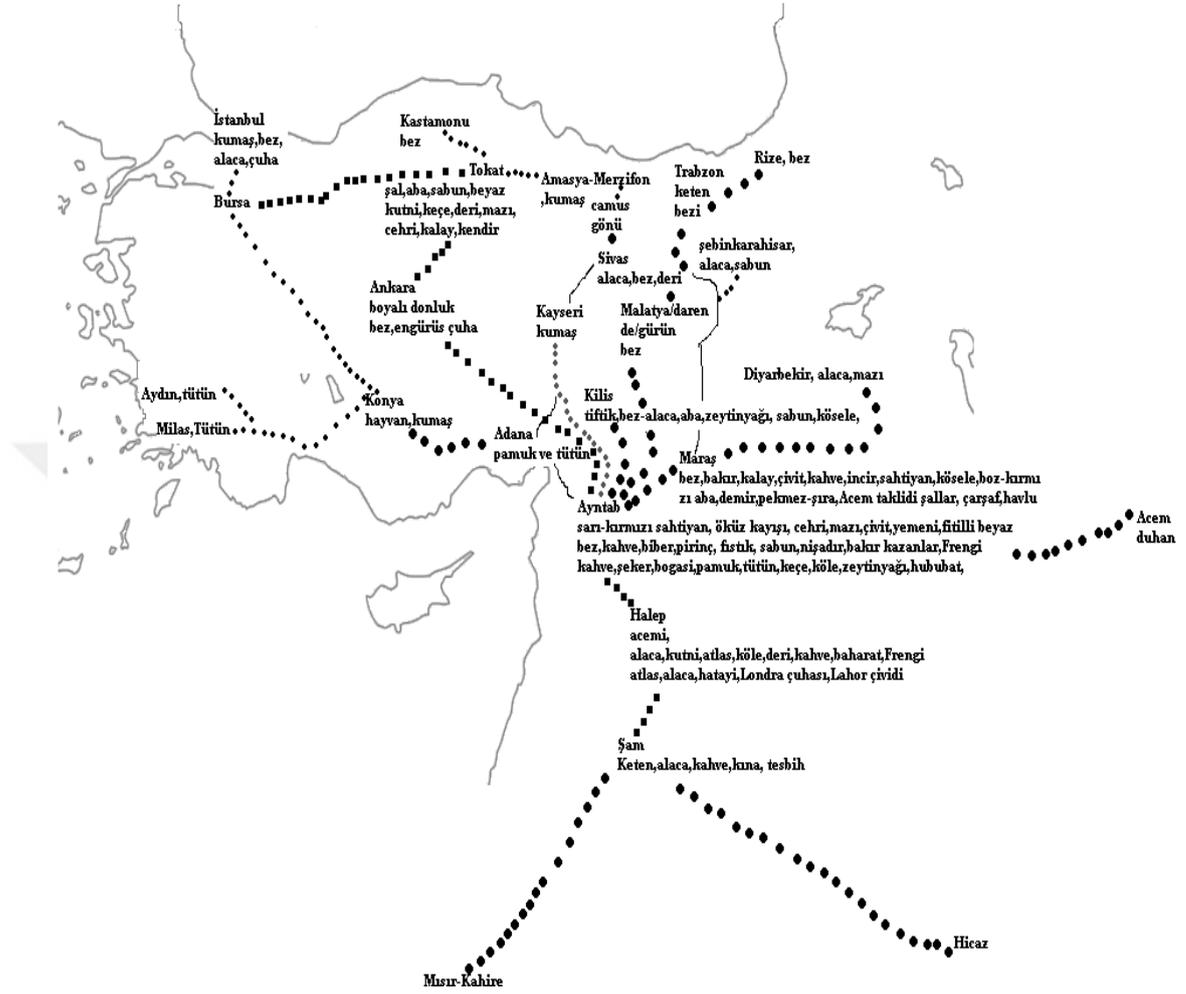 İstanbul
kumaş,bez,
alaca,çuha
Kastamonu
bez
Bursa
Tokat
şal,aba,sabun,beyaz
kutni,keçe,deri,mazı,
cehri,kalay,kendir
Amasya-Merzifon
,kumaş
camus
gönü
Trabzon
keten
bezi
Rize, bez
Sivas
alaca,bez,deri
şebinkarahisar,
alaca,sabun
Ankara
boyalı donluk
bez,engürüs çuha
Kayseri
kumaş
Malatya/daren
de/gürün
bez
Diyarbekir, alaca,mazı
Aydın,tütün
Milas,Tütün
Konya
hayvan,kumaş
Kilis
tiftik,bez-alaca,aba,zeytinyağı, sabun,kösele,
Adana
pamuk ve tütün
Maraş
bez,bakır,kalay,çivit,kahve,incir,sahtiyan,kösele,boz-kırmı
zı aba,demir,pekmez-şıra,Acem taklidi şallar, çarşaf,havlu
Ayntab
sarı-kırmızı sahtiyan, öküz kayışı, cehri,mazı,çivit,yemeni,fitilli beyaz
bez,kahve,biber,pirinç, fıstık, sabun,nişadır,bakır kazanlar,Frengi
kahve,şeker,bogasi,pamuk,tütün,keçe,köle,zeytinyağı,hububat,
Acem
duhan
Halep
acemi,
alaca,kutni,atlas,köle,deri,kahve,baharat,Frengi
atlas,alaca,hatayi,Londra çuhası,Lahor çividi
Şam
Keten,alaca,kahve,kına, tesbih
Hicaz
Mısır-Kahire